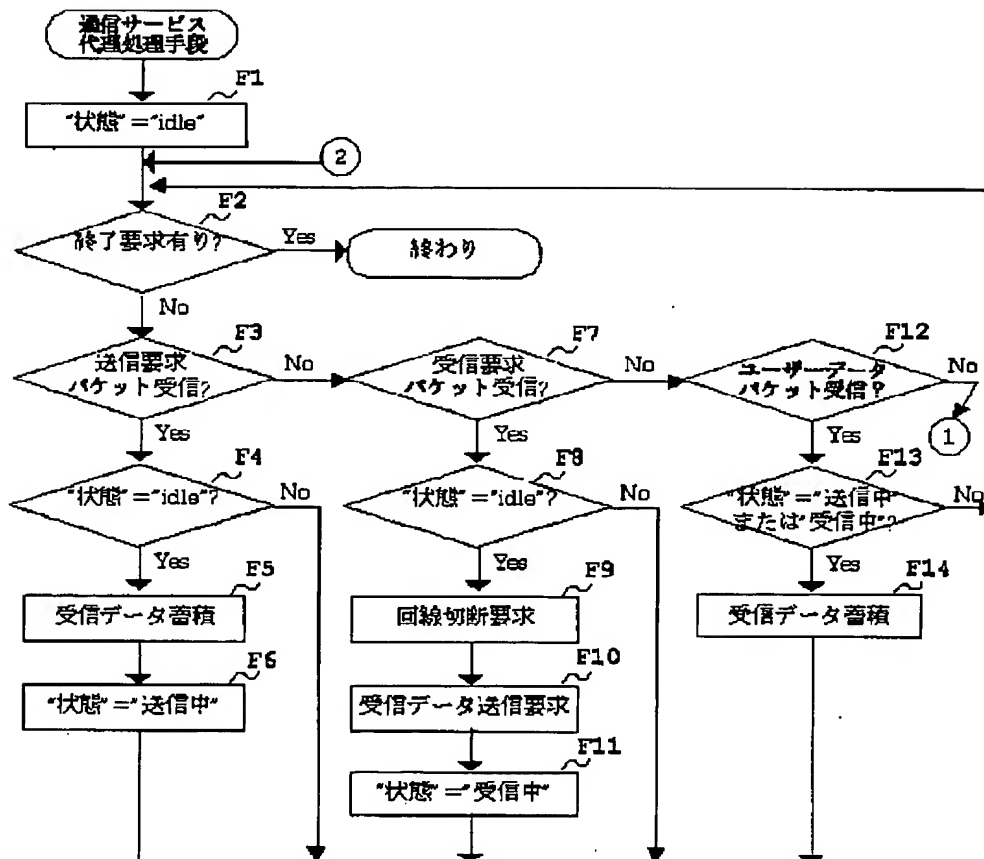 通信サービス
代理処理手段
F1
"状態"="idle"
2
F2
終了要求有り?
Yes
終わり
No
F3
送信要求
パケット受信?
No
F7
受信要求
パケット受信?
No
F12
ユーザーデータ
パケット受信?
No
1
Yes
Yes
Yes
F4
"状態"="idle"?
No
F8
"状態"="idle"?
No
F13
"状態"="送信中"
または"受信中"?
No
Yes
Yes
Yes
F5
受信データ蓄積
F9
回線切断要求
F14
受信データ蓄積
F6
"状態"="送信中"
F10
受信データ送信要求
F11
"状態"="受信中"